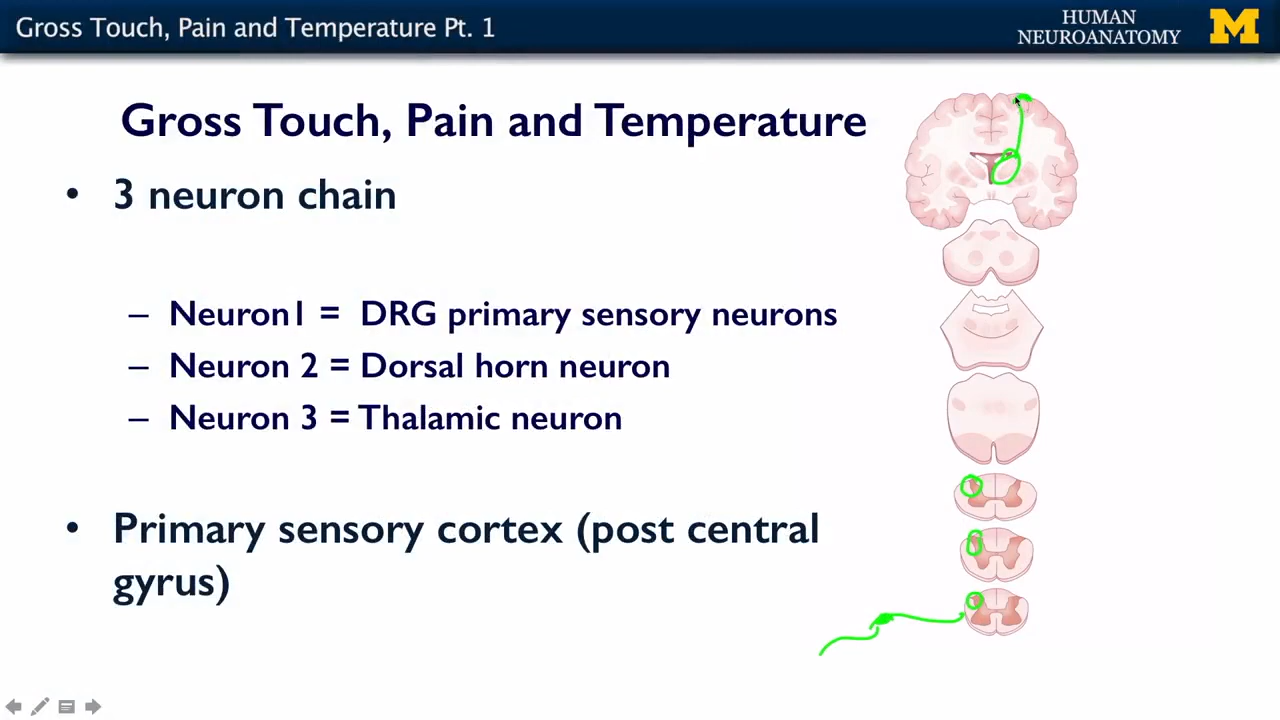 Gross Touch, Pain and Temperature Pt. 1
HUMAN
NEUROANATOMY
M
Gross Touch, Pain and Temperature
• 3 neuron chain
– Neuron1 = DRG primary sensory neurons
– Neuron 2 = Dorsal horn neuron
– Neuron 3 = Thalamic neuron
• Primary sensory cortex (post central
gyrus)